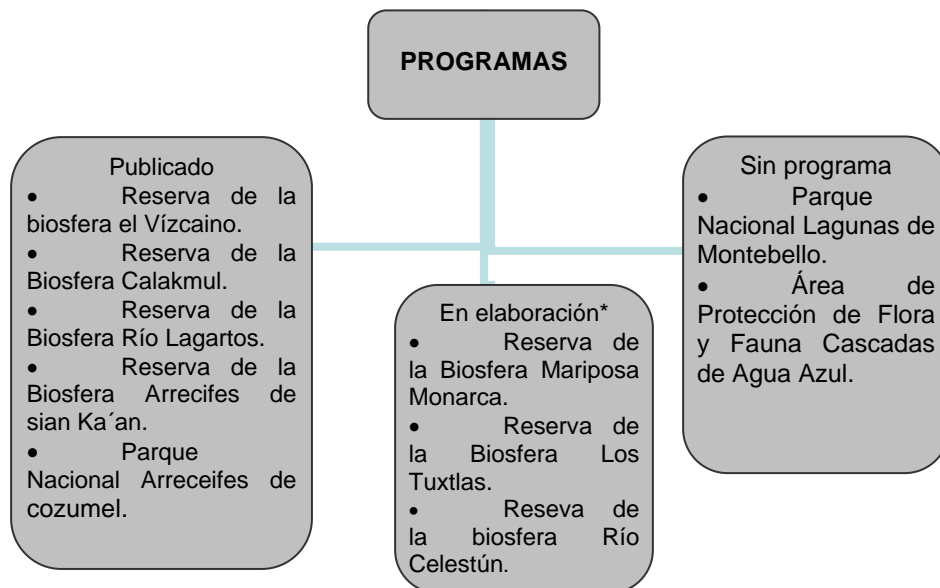 PROGRAMAS
Publicado
• Reserva de la
biosfera el Vízcaino.
• Reserva de la
Biosfera Calakmul.
• Reserva de la
Biosfera Río Lagartos.
• Reserva de la
Biosfera Arrecifes de
sian Ka´an.
• Parque
Nacional Arreceifes de
cozumel.
En elaboración*
• Reserva de
la Biosfera Mariposa
Monarca.
• Reserva de
la Biosfera Los
Tuxtlas.
• Reseva de
la biosfera Río
Celestún.
Sin programa
• Parque
Nacional Lagunas de
Montebello.
• Área de
Protección de Flora
y Fauna Cascadas
de Agua Azul.